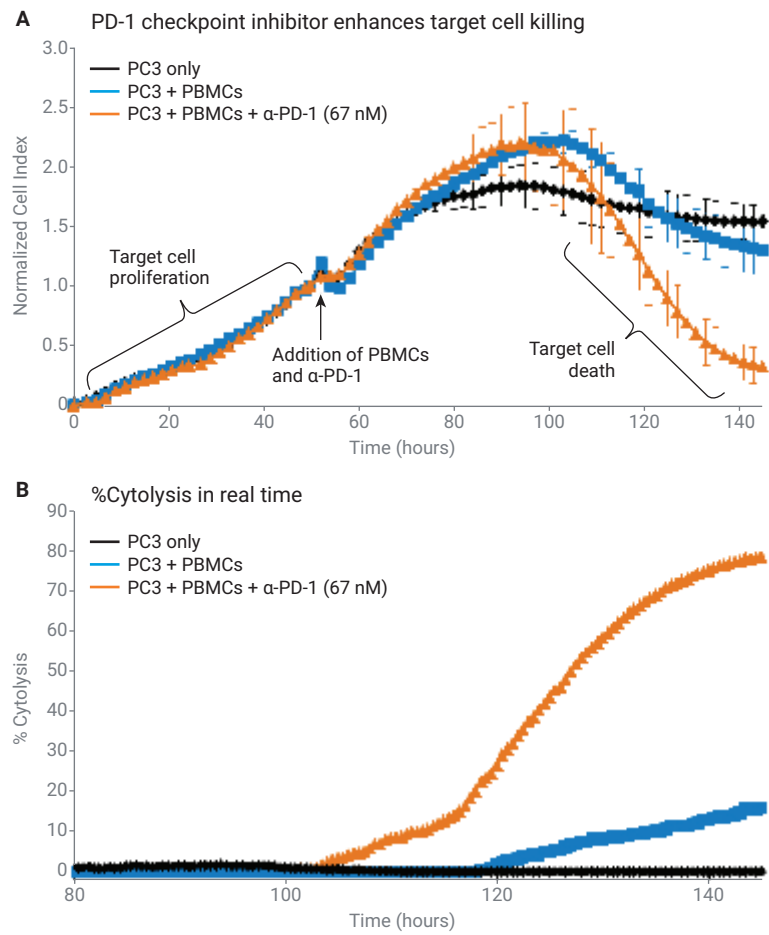 A PD-1 checkpoint inhibitor enhances target cell killing
3.0
2.5
2.0
1.5
1.0
0.5
0
Normalized Cell Index
PC3 only
PC3 + PBMCs
PC3 + PBMCs + α-PD-1 (67 nM)
Target cell
proliferation
Addition of PBMCs
and α-PD-1
Target cell
death
0 20 40 60 80 100 120 140
Time (hours)
B %Cytolysis in real time
90
80
70
60
50
40
30
20
10
0
% Cytolysis
PC3 only
PC3 + PBMCs
PC3 + PBMCs + α-PD-1 (67 nM)
80 100 120 140
Time (hours)